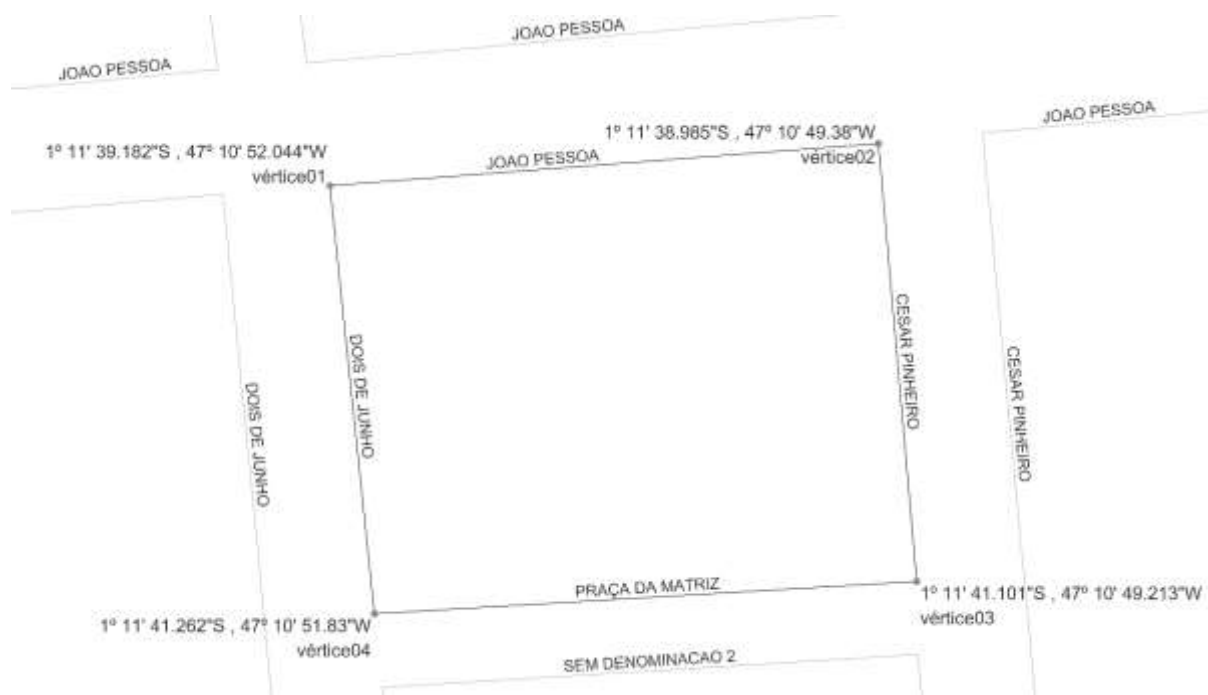 JOAO PESSOA
JOAO PESSOA
JOAO PESSOA
1º 11' 39.182"S , 47º 10' 52.044"W
vértice01
1º 11' 38.985"S , 47º 10' 49.38"W
vértice02
JOAO PESSOA
DOIS DE JUNHO
DOIS DE JUNHO
CESAR PINHEIRO
CESAR PINHEIRO
PRAÇA DA MATRIZ
1º 11' 41.101"S , 47º 10' 49.213"W
vértice03
1º 11' 41.262"S , 47º 10' 51.83"W
vértice04
SEM DENOMINACAO 2